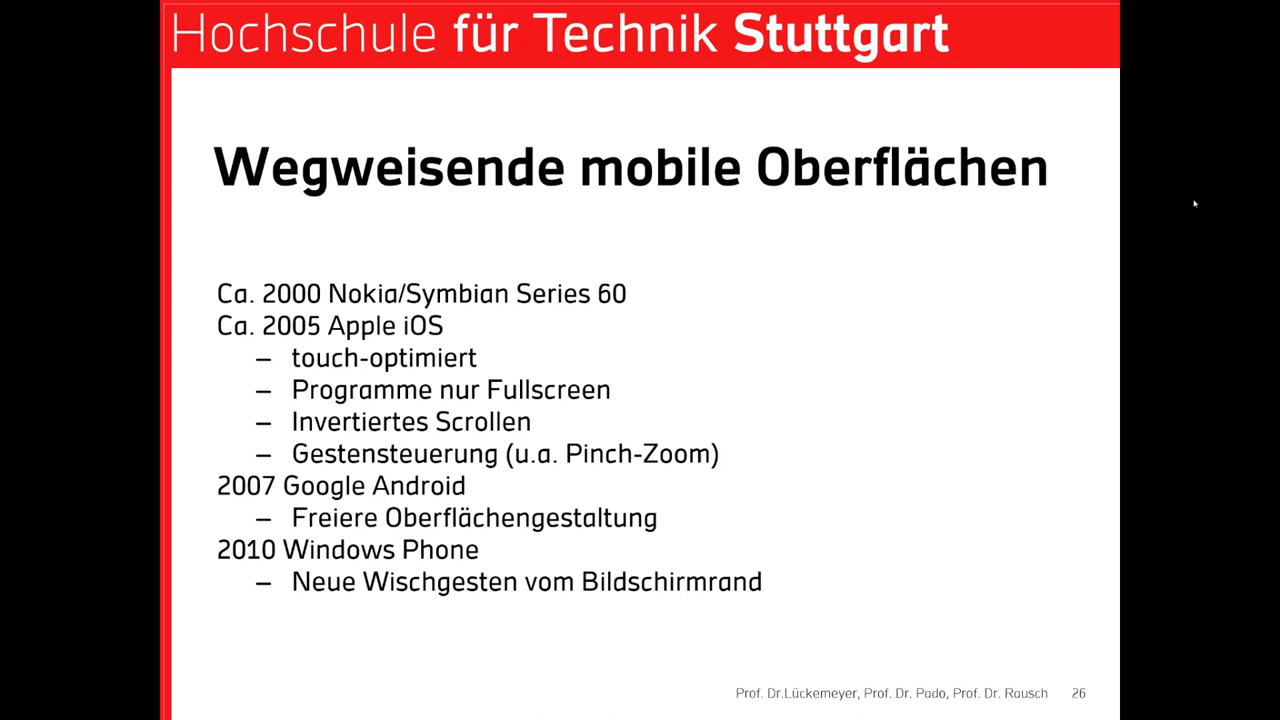 Hochschule für Technik Stuttgart
Wegweisende mobile Oberflächen
Ca. 2000 Nokia/Symbian Series 60
Ca. 2005 Apple iOS
– touch-optimiert
– Programme nur Fullscreen
– Invertiertes Scrollen
– Gestensteuerung (u.a. Pinch-Zoom)
2007 Google Android
– Freiere Oberflächengestaltung
2010 Windows Phone
– Neue Wischgesten vom Bildschirmrand
Prof. Dr.Lückemeyer, Prof. Dr. Pado, Prof. Dr. Rausch 26